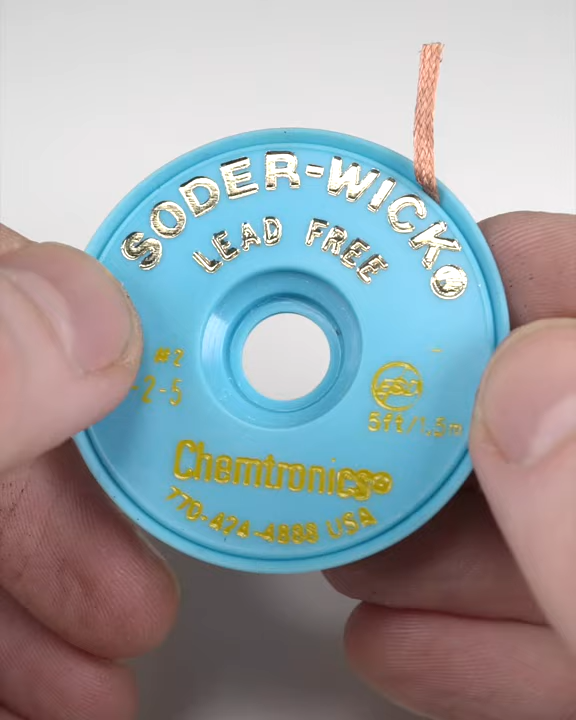 SODER-WICK®
LEAD FREE
#2
-2-5
5ft/1.5m
Chemtronics®
770-424-4888 USA